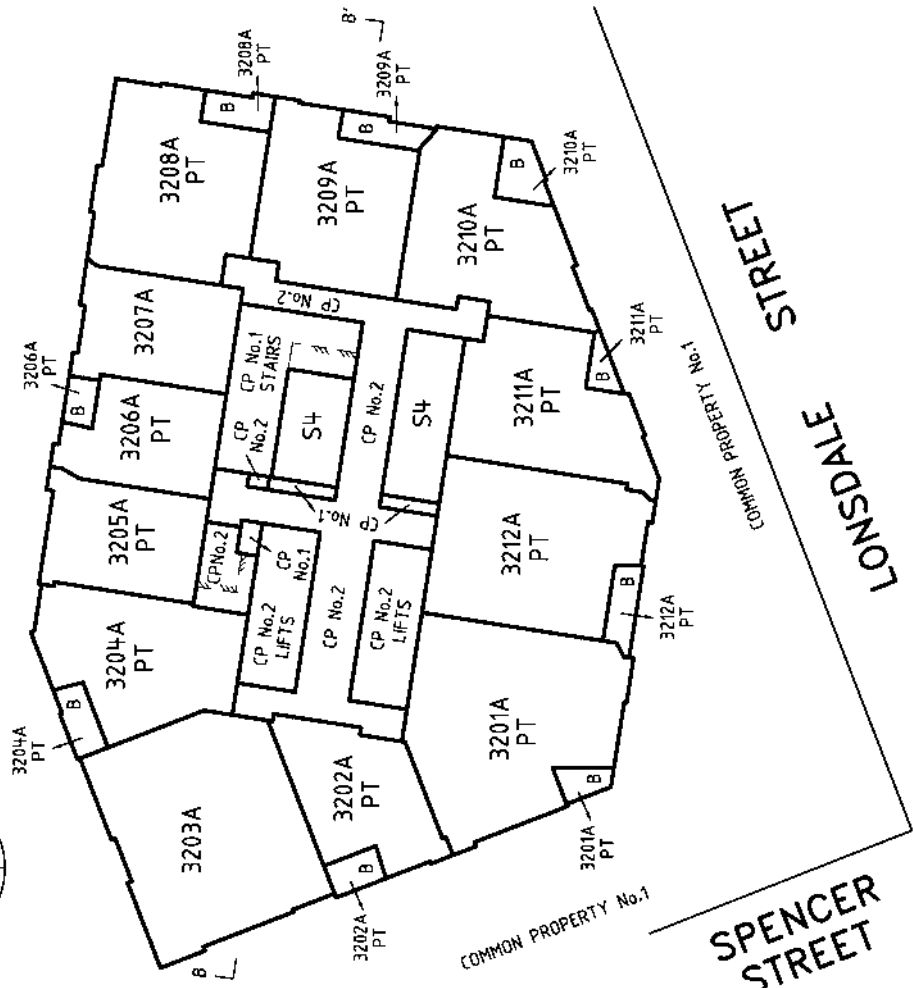 B'
3208A
PT
3209A
PT
B
3208A
PT
B
3209A
PT
B
3210A
PT
3210A
PT
3207A
3206A
PT
B
3206A
PT
CP No.2
CP No.1
STAIRS
CP
No.2
S4
CP No.2
S4
3211A
PT
B
3211A
PT
COMMON PROPERTY No.1
LONSDALE STREET
3205A
PT
CP No.2
CP
No.1
CP No.1
3212A
PT
B
3212A
PT
3204A
PT
B
3204A
PT
CP No.2
LIFTS
CP No.2
CP No.2
LIFTS
3201A
PT
B
3201A
PT
3203A
3202A
PT
B
3202A
PT
B
COMMON PROPERTY No.1
SPENCER
STREET